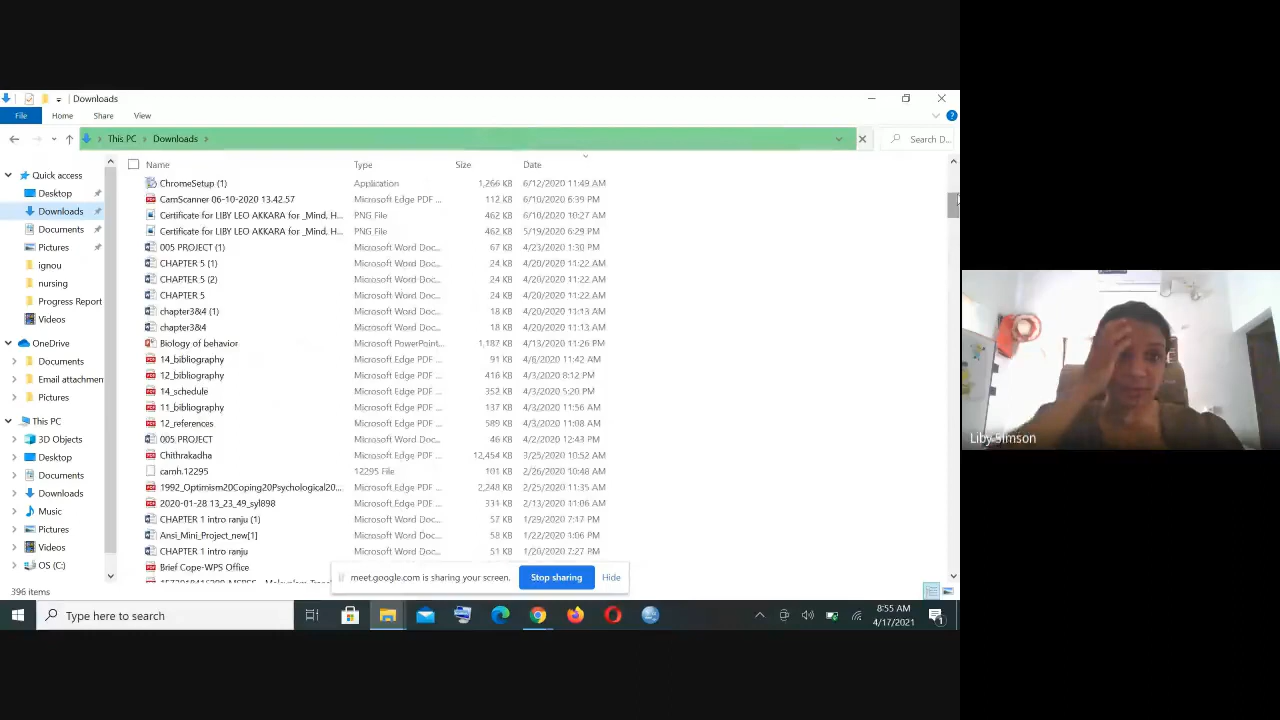 Downloads
File Home Share View
This PC Downloads Search D...
Name Type Size Date
Quick access
Desktop
Downloads
Documents
Pictures
ignou
nursing
Progress Report
Videos
OneDrive
Documents
Email attachmen
Pictures
This PC
3D Objects
Desktop
Documents
Downloads
Music
Pictures
Videos
OS (C:)
ChromeSetup (1) Application 1,266 KB 6/12/2020 11:49 AM
CamScanner 06-10-2020 13.42.57 Microsoft Edge PDF ... 112 KB 6/10/2020 6:39 PM
Certificate for LIBY LEO AKKARA for _Mind, H... PNG File 462 KB 6/10/2020 10:27 AM
Certificate for LIBY LEO AKKARA for _Mind, H... PNG File 462 KB 5/19/2020 6:29 PM
005 PROJECT (1) Microsoft Word Doc... 67 KB 4/23/2020 1:30 PM
CHAPTER 5 (1) Microsoft Word Doc... 24 KB 4/20/2020 11:22 AM
CHAPTER 5 (2) Microsoft Word Doc... 24 KB 4/20/2020 11:22 AM
CHAPTER 5 Microsoft Word Doc... 24 KB 4/20/2020 11:22 AM
chapter3&4 (1) Microsoft Word Doc... 18 KB 4/20/2020 11:13 AM
chapter3&4 Microsoft Word Doc... 18 KB 4/20/2020 11:13 AM
Biology of behavior Microsoft PowerPoint... 1,187 KB 4/13/2020 11:26 PM
14_bibliography Microsoft Edge PDF ... 91 KB 4/6/2020 11:42 AM
12_bibliography Microsoft Edge PDF ... 416 KB 4/3/2020 8:12 PM
14_schedule Microsoft Edge PDF ... 352 KB 4/3/2020 5:20 PM
11_bibliography Microsoft Edge PDF ... 137 KB 4/3/2020 11:56 AM
12_references Microsoft Edge PDF ... 589 KB 4/3/2020 11:08 AM
005 PROJECT Microsoft Word Doc... 46 KB 4/2/2020 12:43 PM
Chithrakadha Microsoft Edge PDF ... 12,454 KB 3/25/2020 10:52 AM
camh.12295 12295 File 101 KB 2/26/2020 10:48 AM
1992_Optimism20Coping20Psychological20... Microsoft Edge PDF ... 2,248 KB 2/25/2020 11:35 AM
2020-01-28 13_23_49_syl898 Microsoft Edge PDF ... 331 KB 2/13/2020 11:06 AM
CHAPTER 1 intro ranju (1) Microsoft Word Doc... 57 KB 1/29/2020 7:17 PM
Ansi_Mini_Project_new[1] Microsoft Word Doc... 58 KB 1/22/2020 1:06 PM
CHAPTER 1 intro ranju Microsoft Word Doc... 51 KB 1/20/2020 7:27 PM
Brief Cope-WPS Office
meet.google.com is sharing your screen. Stop sharing Hide
396 items
Type here to search
8:55 AM
4/17/2021
Liby Simson